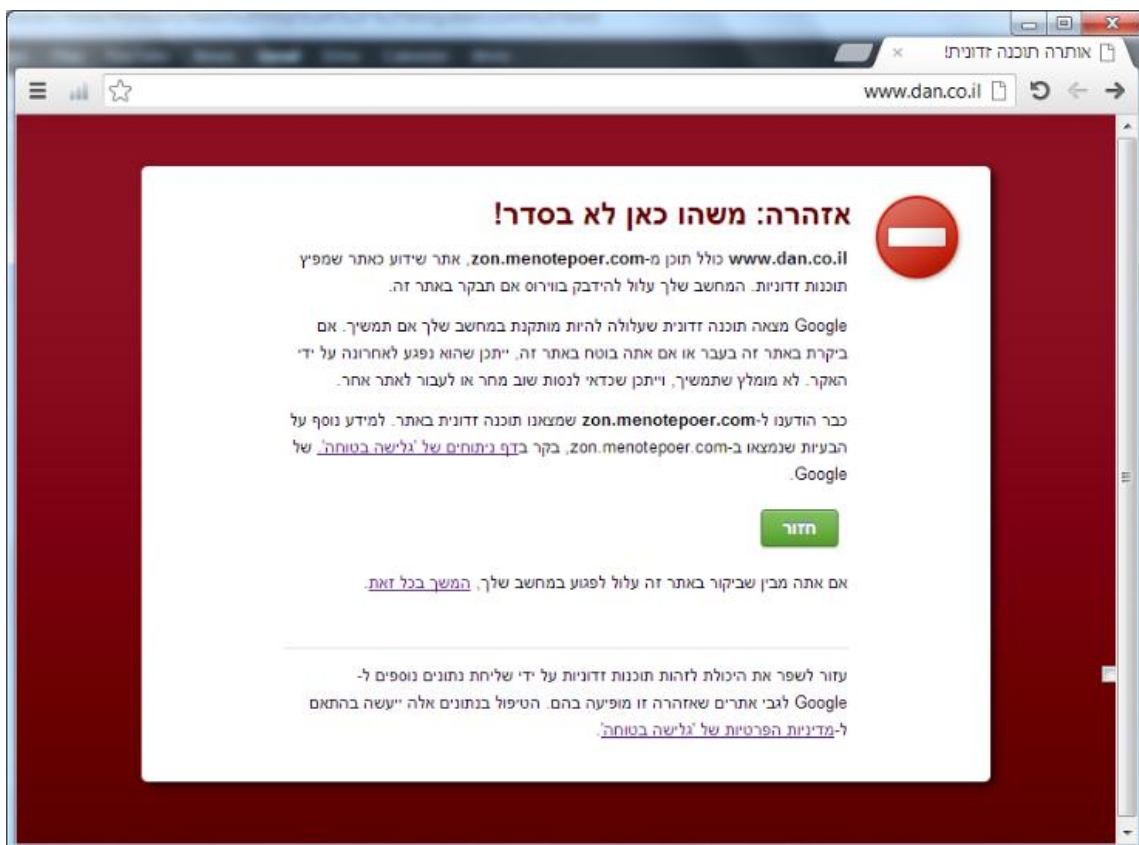 אותרה תוכנה זדונית!
www.dan.co.il
אזהרה: משהו כאן לא בסדר!
www.dan.co.il כולל תוכן מ-zon.menotepoer.com, אתר שידוע כאתר שמפיץ
תוכנות זדוניות. המחשב שלך עלול להידבק בווירוס אם תבקר באתר זה.
Google מצאה תוכנה זדונית שעלולה להיות מותקנת במחשב שלך אם תמשיך. אם
ביקרת באתר זה בעבר או אם אתה בוטח באתר זה, ייתכן שהוא נפגע לאחרונה על ידי
האקר. לא מומלץ שתמשיך, וייתכן שכדאי לנסות שוב מחר או לעבור לאתר אחר.
כבר הודענו ל-zon.menotepoer.com שמצאנו תוכנה זדונית באתר. למידע נוסף על
הבעיות שנמצאו ב-zon.menotepoer.com, בקר בדף ניתוחים של 'גלישה בטוחה'. של
Google.
חזור
אם אתה מבין שביקור באתר זה עלול לפגוע במחשב שלך, המשך בכל זאת.
עזור לשפר את היכולת לזהות תוכנות זדוניות על ידי שליחת נתונים נוספים ל-
Google לגבי אתרים שאזהרה זו מופיעה בהם. הטיפול בנתונים אלה ייעשה בהתאם
ל-מדיניות הפרטיות של 'גלישה בטוחה'.